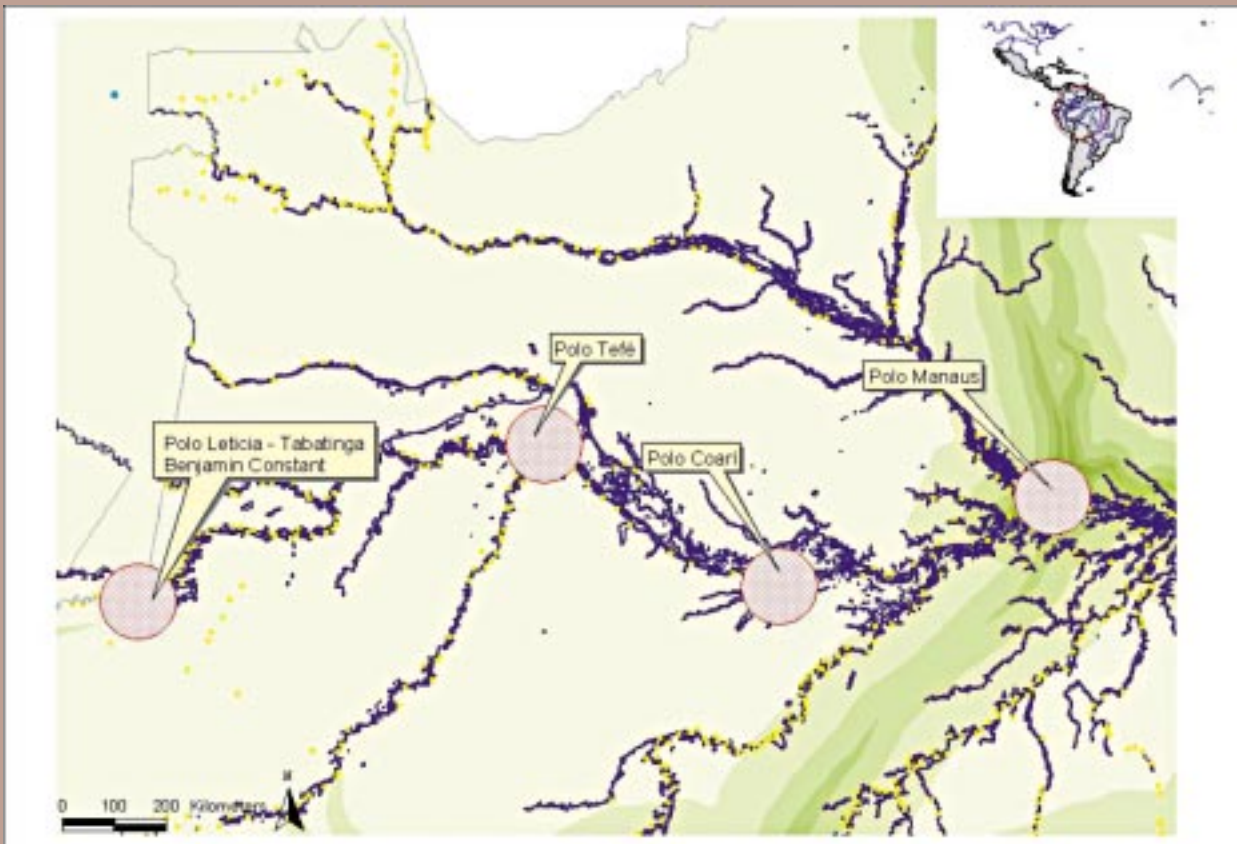 Polo Tefé
Polo Manaus
Polo Leticia - Tabatinga
Benjamin Constant
Polo Coari
N
0 100 200 Kilometers